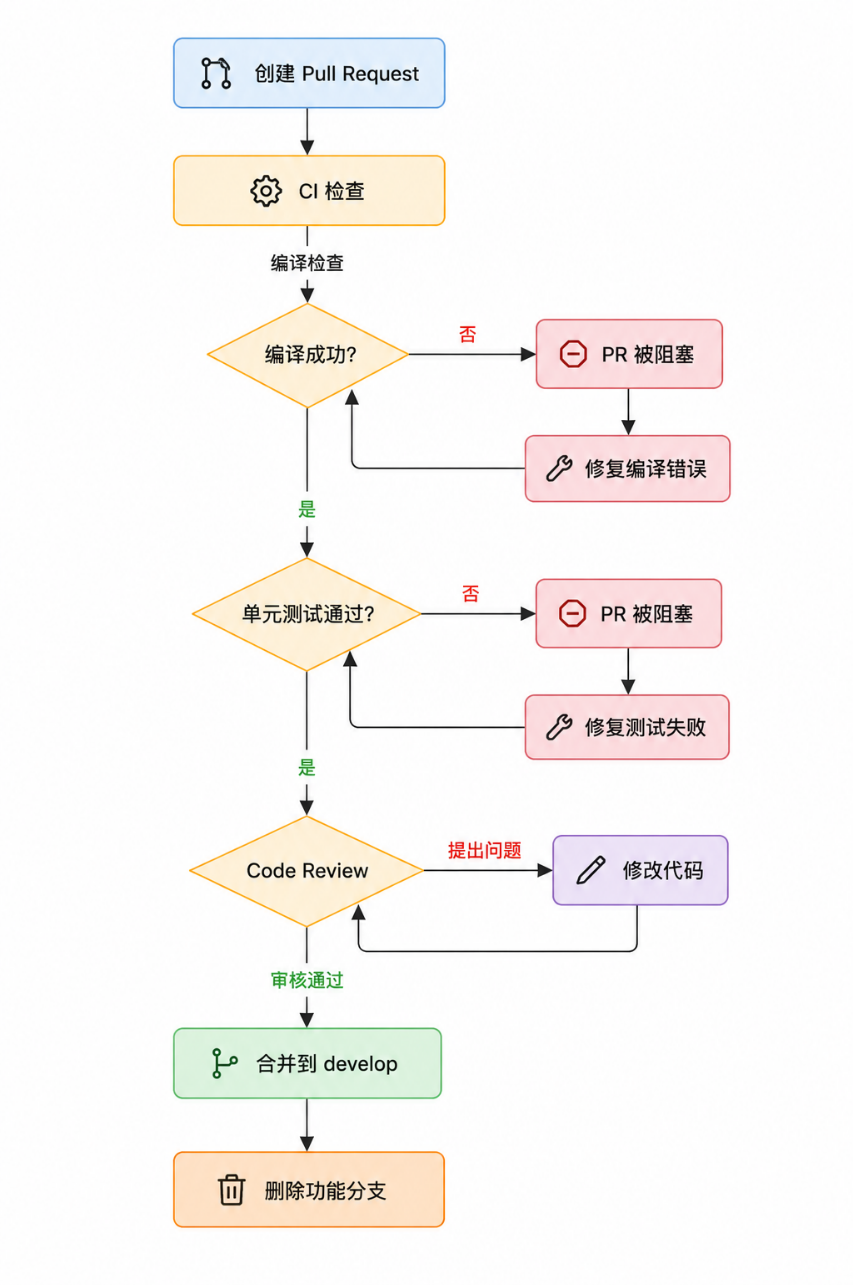 创建 Pull Request
CI 检查
编译检查
编译成功?
否
PR 被阻塞
修复编译错误
是
单元测试通过?
否
PR 被阻塞
修复测试失败
是
Code Review
提出问题
修改代码
审核通过
合并到 develop
删除功能分支